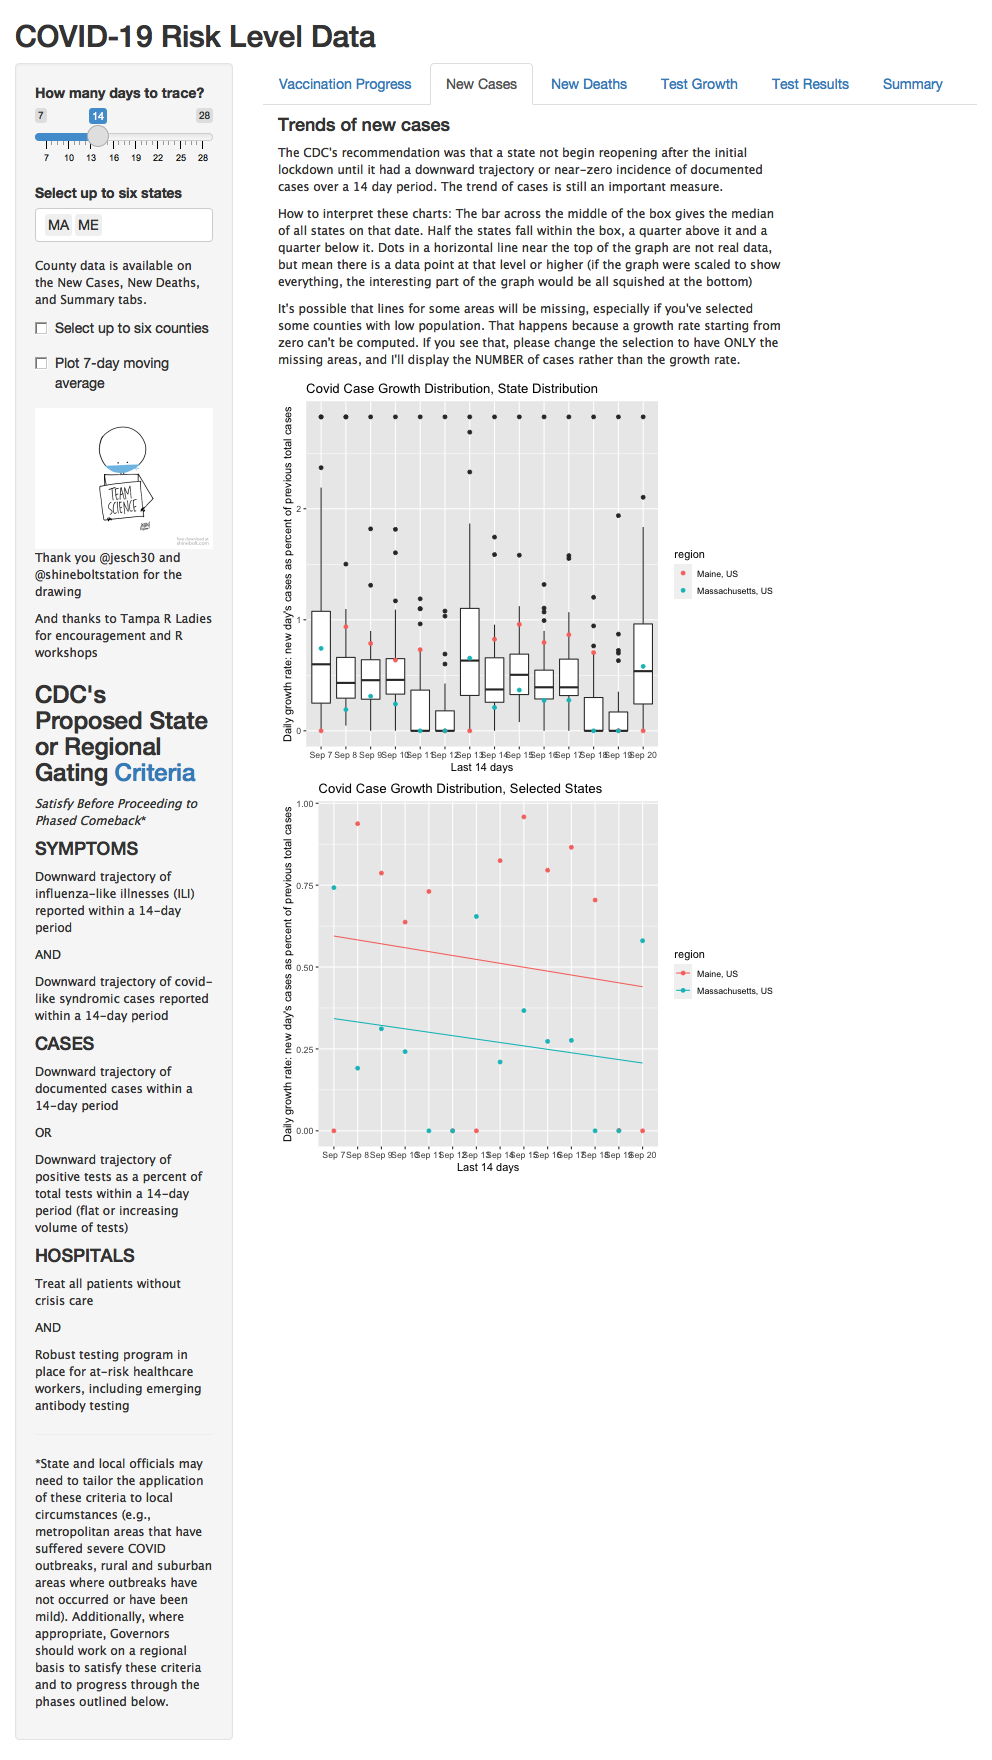 COVID-19 Risk Level Data
How many days to trace?
7 14 28
7 10 13 16 19 22 25 28
Select up to six states
MA ME
County data is available on
the New Cases, New Deaths,
and Summary tabs.
Select up to six counties
Plot 7-day moving
average
TEAM
SCIENCE
Thank you @jesch30 and
@shineboltstation for the
drawing
And thanks to Tampa R Ladies
for encouragement and R
workshops
CDC's
Proposed State
or Regional
Gating Criteria
Satisfy Before Proceeding to
Phased Comeback*
SYMPTOMS
Downward trajectory of
influenza-like illnesses (ILI)
reported within a 14-day
period
AND
Downward trajectory of covid-
like syndromic cases reported
within a 14-day period
CASES
Downward trajectory of
documented cases within a
14-day period
OR
Downward trajectory of
positive tests as a percent of
total tests within a 14-day
period (flat or increasing
volume of tests)
HOSPITALS
Treat all patients without
crisis care
AND
Robust testing program in
place for at-risk healthcare
workers, including emerging
antibody testing
*State and local officials may
need to tailor the application
of these criteria to local
circumstances (e.g.,
metropolitan areas that have
suffered severe COVID
outbreaks, rural and suburban
areas where outbreaks have
not occurred or have been
mild). Additionally, where
appropriate, Governors
should work on a regional
basis to satisfy these criteria
and to progress through the
phases outlined below.
Vaccination Progress New Cases New Deaths Test Growth Test Results Summary
Trends of new cases
The CDC's recommendation was that a state not begin reopening after the initial
lockdown until it had a downward trajectory or near-zero incidence of documented
cases over a 14 day period. The trend of cases is still an important measure.
How to interpret these charts: The bar across the middle of the box gives the median
of all states on that date. Half the states fall within the box, a quarter above it and a
quarter below it. Dots in a horizontal line near the top of the graph are not real data,
but mean there is a data point at that level or higher (if the graph were scaled to show
everything, the interesting part of the graph would be all squished at the bottom)
It's possible that lines for some areas will be missing, especially if you've selected
some counties with low population. That happens because a growth rate starting from
zero can't be computed. If you see that, please change the selection to have ONLY the
missing areas, and I'll display the NUMBER of cases rather than the growth rate.
Covid Case Growth Distribution, State Distribution
Daily growth rate: new day's cases as percent of previous total cases
2
1
0
Sep 7 Sep 8 Sep 9 Sep 10 Sep 11 Sep 12 Sep 13 Sep 14 Sep 15 Sep 16 Sep 17 Sep 18 Sep 19 Sep 20
Last 14 days
region
Maine, US
Massachusetts, US
Covid Case Growth Distribution, Selected States
Daily growth rate: new day's cases as percent of previous total cases
1.00
0.75
0.50
0.25
0.00
Sep 7 Sep 8 Sep 9 Sep 10 Sep 11 Sep 12 Sep 13 Sep 14 Sep 15 Sep 16 Sep 17 Sep 18 Sep 19 Sep 20
Last 14 days
region
Maine, US
Massachusetts, US